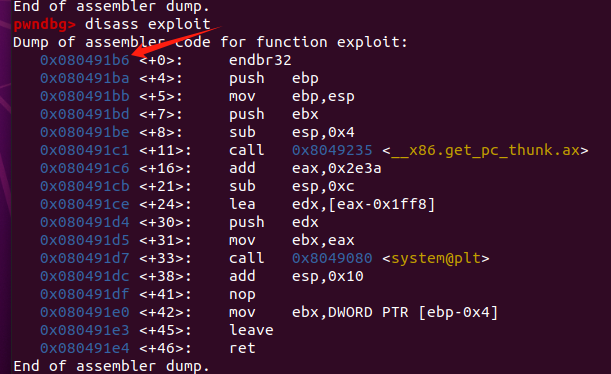 End of assembler dump.
pwndbg> disass exploit
Dump of assembler code for function exploit:
0x080491b6 <+0>: endbr32
0x080491ba <+4>: push ebp
0x080491bb <+5>: mov ebp,esp
0x080491bd <+7>: push ebx
0x080491be <+8>: sub esp,0x4
0x080491c1 <+11>: call 0x8049235 <__x86.get_pc_thunk.ax>
0x080491c6 <+16>: add eax,0x2e3a
0x080491cb <+21>: sub esp,0xc
0x080491ce <+24>: lea edx,[eax-0x1ff8]
0x080491d4 <+30>: push edx
0x080491d5 <+31>: mov ebx,eax
0x080491d7 <+33>: call 0x8049080 <system@plt>
0x080491dc <+38>: add esp,0x10
0x080491df <+41>: nop
0x080491e0 <+42>: mov ebx,DWORD PTR [ebp-0x4]
0x080491e3 <+45>: leave
0x080491e4 <+46>: ret
End of assembler dump.